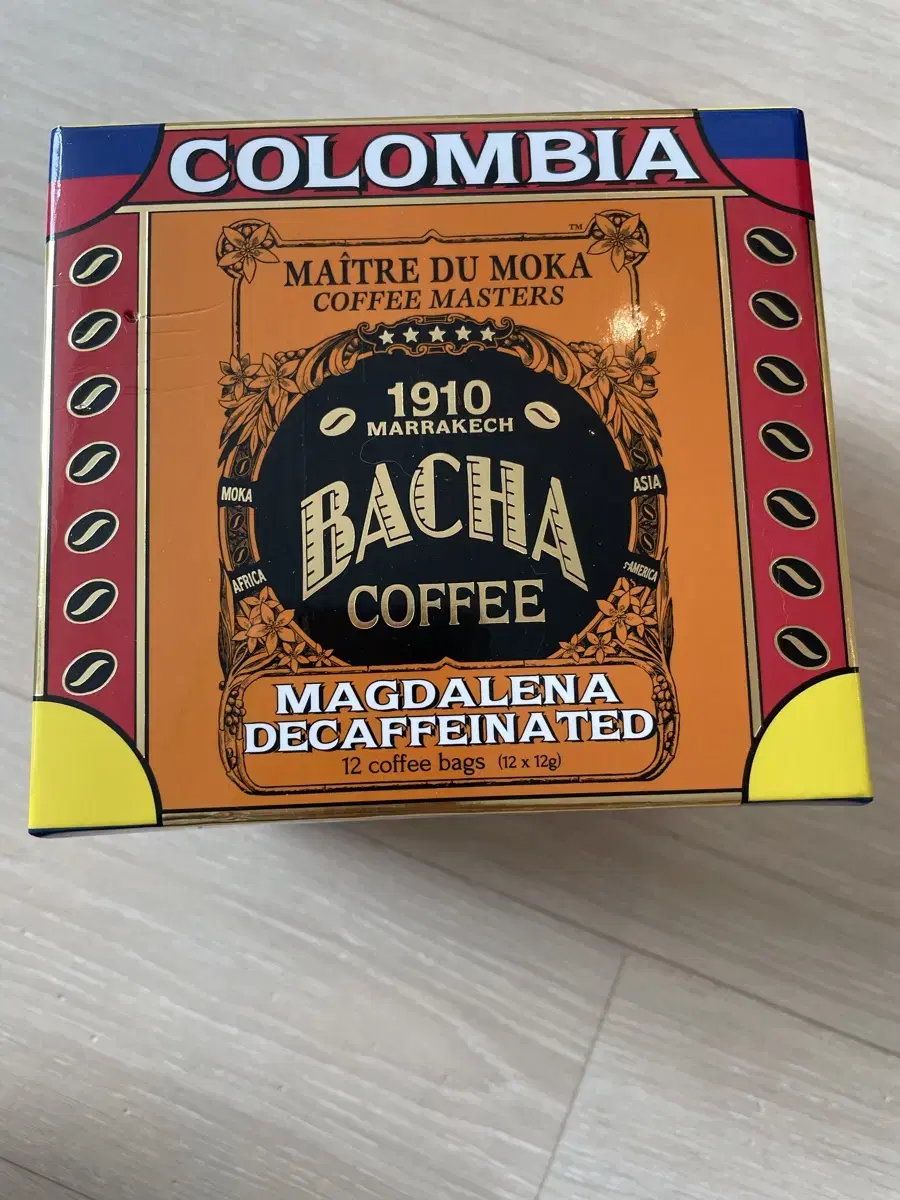 COLOMBIA
™
MAÎTRE DU MOKA
COFFEE MASTERS
1910
MARRAKECH
MOKA
ASIA
BACHA
AFRICA
AMERICA
COFFEE
MAGDALENA
DECAFFEINATED
12 coffee bags (12 x 12g)